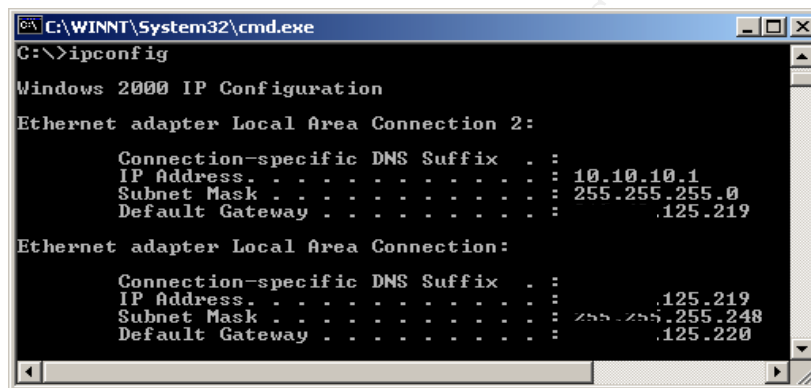 C:\WINNT\System32\cmd.exe
C:\>ipconfig
Windows 2000 IP Configuration
Ethernet adapter Local Area Connection 2:
Connection-specific DNS Suffix . :
IP Address. . . . . . . . . . . . : 10.10.10.1
Subnet Mask . . . . . . . . . . . : 255.255.255.0
Default Gateway . . . . . . . . . : .125.219
Ethernet adapter Local Area Connection:
Connection-specific DNS Suffix . :
IP Address. . . . . . . . . . . . : .125.219
Subnet Mask . . . . . . . . . . . : 255.255.255.248
Default Gateway . . . . . . . . . : .125.220